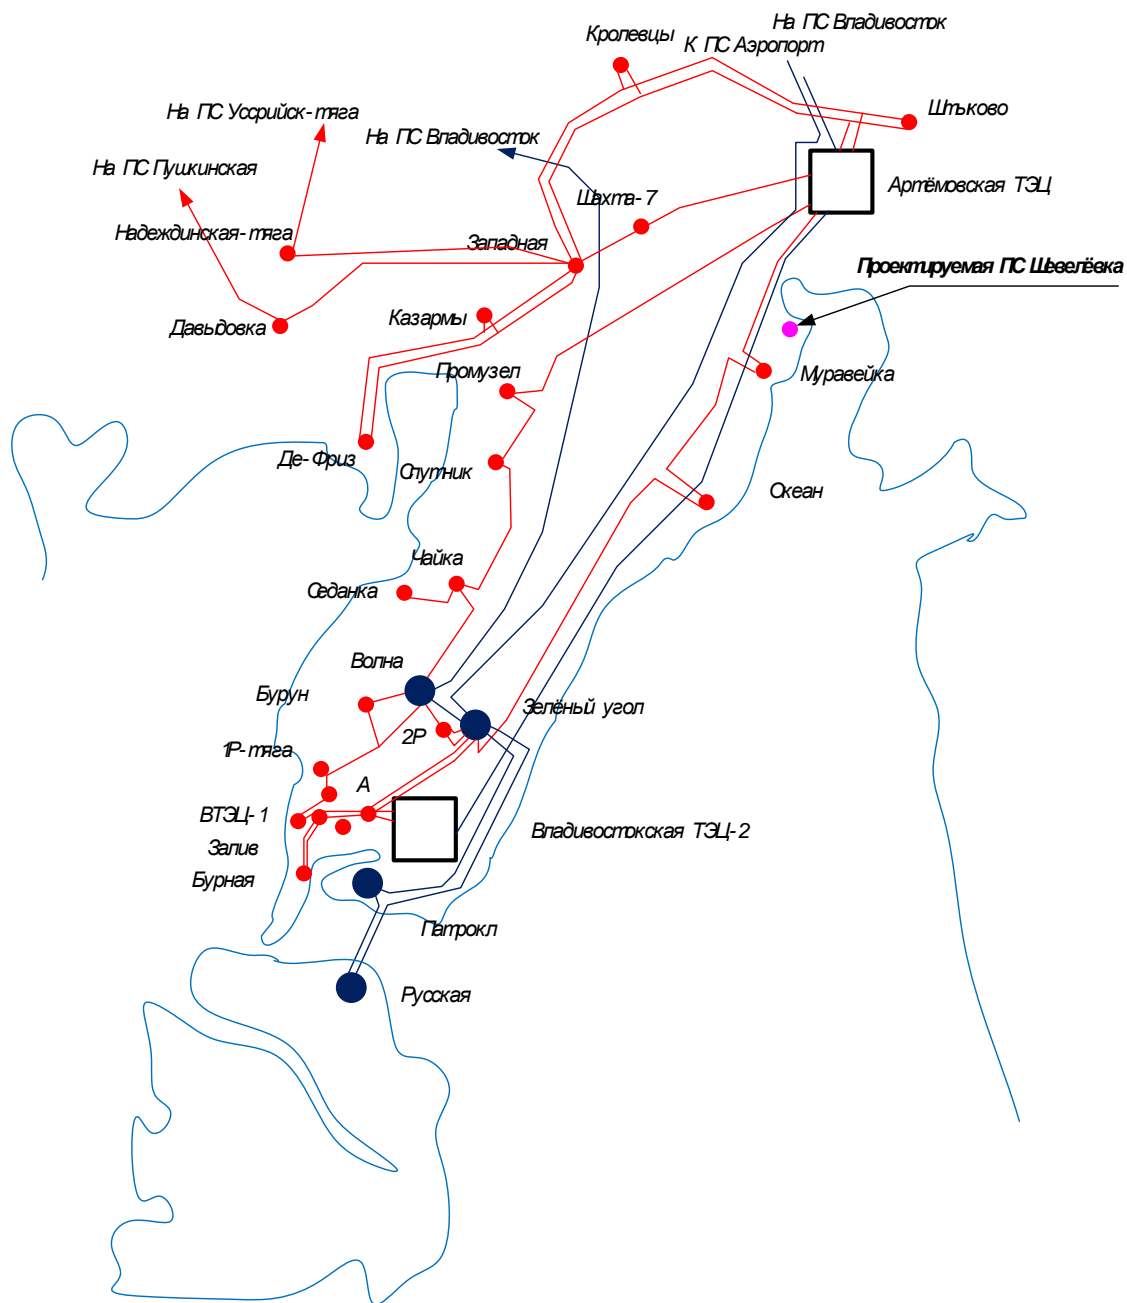 На ПС Владивосток
Кролевцы
К ПС Аэропорт
На ПС Уссрийск-тяга
Штыково
На ПС Владивосток
На ПС Пушкинская
Артёмовская ТЭЦ
Шахта-7
Надеждинская-тяга
Западная
Проектируемая ПС Шевелёвка
Казармы
Давыдовка
Промузел
Муравейка
Де-Фриз
Спутник
Океан
Чайка
Седанка
Волна
Бурун
Зелёный угол
2Р
1Р-тяга
А
ВТЭЦ-1
Владивостокская ТЭЦ-2
Залив
Бурная
Патрокл
Русская